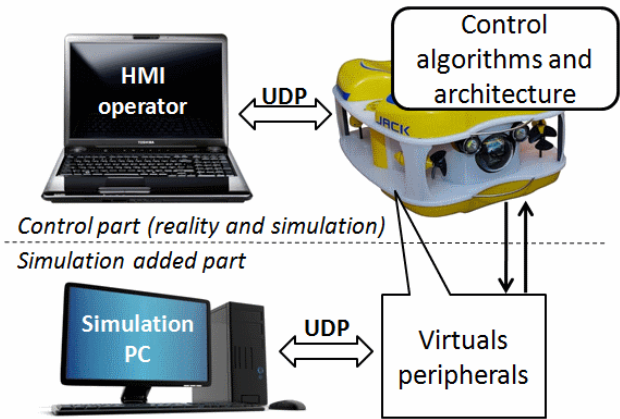 HMI
operator
UDP
Control
algorithms and
architecture
JACK
TOSHIBA
Control part (reality and simulation)
Simulation added part
Simulation
PC
UDP
Virtuals
peripherals